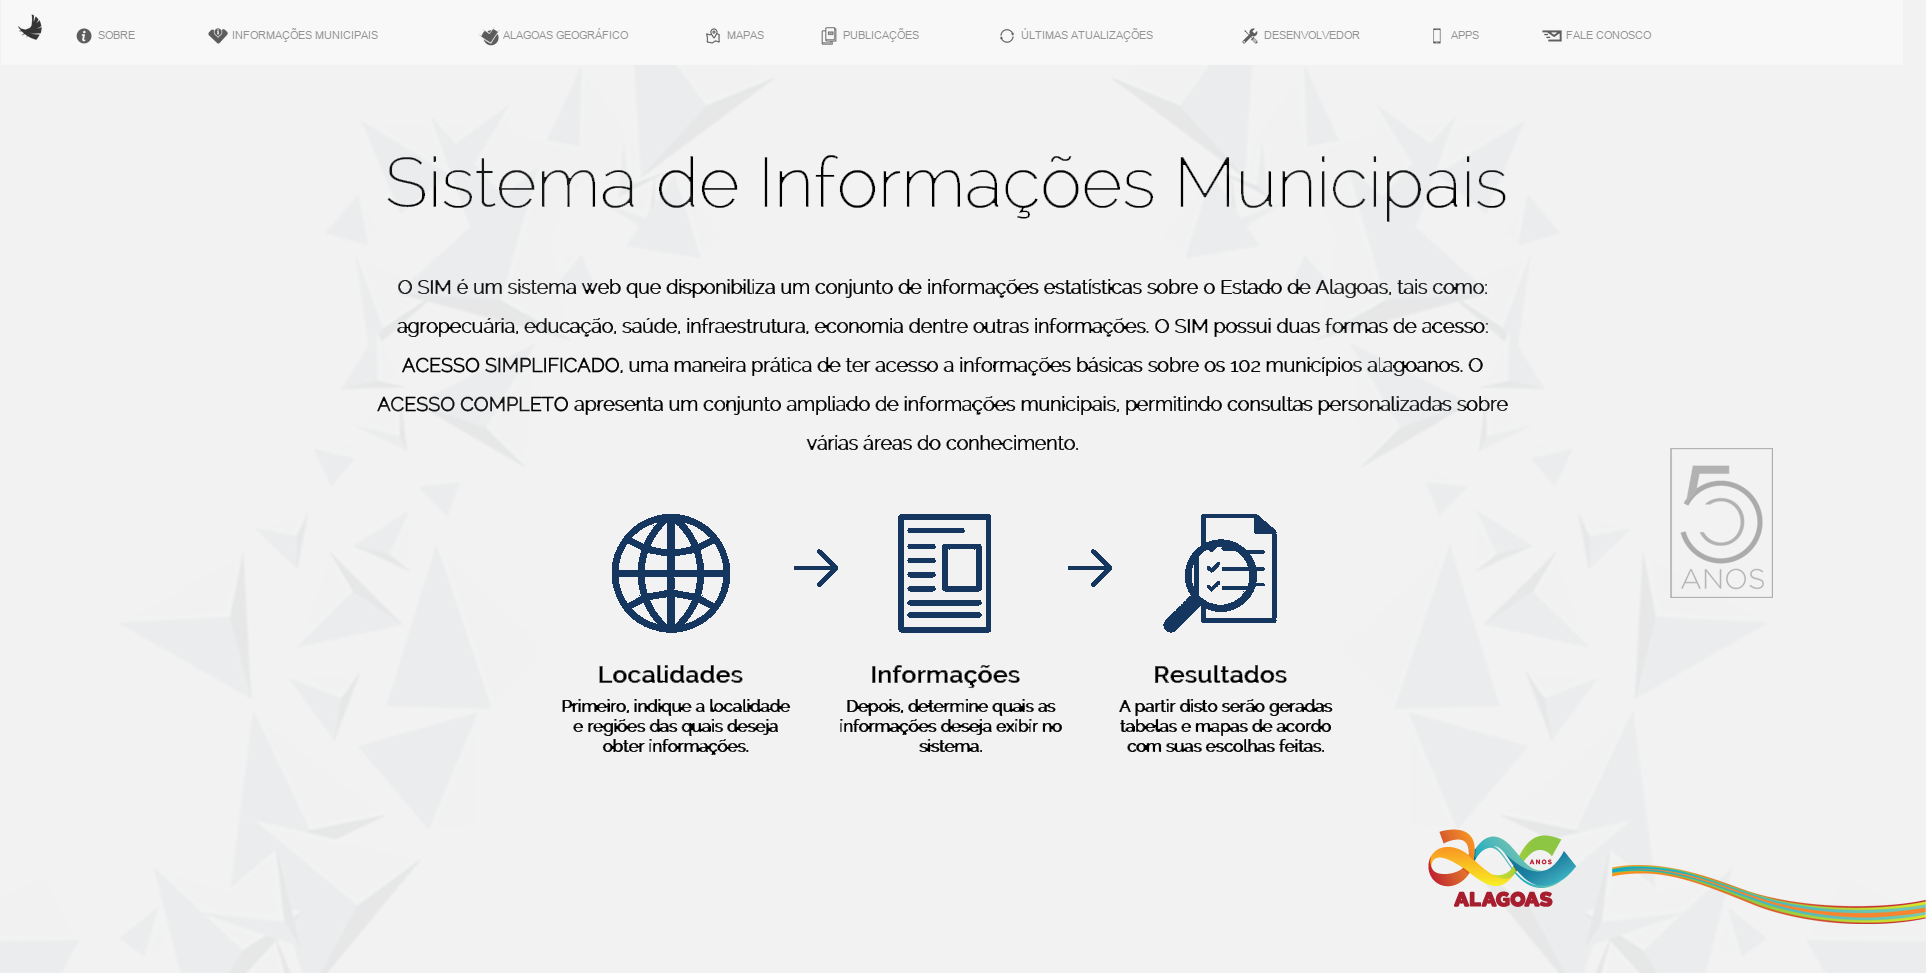 SOBRE
INFORMAÇÕES MUNICIPAIS
ALAGOAS GEOGRÁFICO
MAPAS
PUBLICAÇÕES
ÚLTIMAS ATUALIZAÇÕES
DESENVOLVEDOR
APPS
FALE CONOSCO
Sistema de Informações Municipais
O SIM é um sistema web que disponibiliza um conjunto de informações estatísticas sobre o Estado de Alagoas, tais como:
agropecuária, educação, saúde, infraestrutura, economia dentre outras informações. O SIM possui duas formas de acesso:
ACESSO SIMPLIFICADO, uma maneira prática de ter acesso a informações básicas sobre os 102 municípios alagoanos. O
ACESSO COMPLETO apresenta um conjunto ampliado de informações municipais, permitindo consultas personalizadas sobre
várias áreas do conhecimento.
50
ANOS
Localidades
Primeiro, indique a localidade
e regiões das quais deseja
obter informações.
Informações
Depois, determine quais as
informações deseja exibir no
sistema.
Resultados
A partir disto serão geradas
tabelas e mapas de acordo
com suas escolhas feitas.
200
ANOS
ALAGOAS